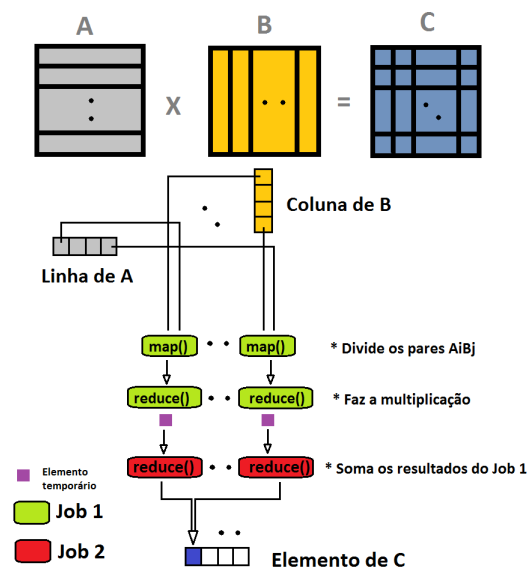 A
B
C
X
=
Coluna de B
Linha de A
map()
map()
* Divide os pares AiBj
reduce()
reduce()
* Faz a multiplicação
Elemento
temporário
reduce()
reduce()
* Soma os resultados do Job 1
Job 1
Job 2
Elemento de C